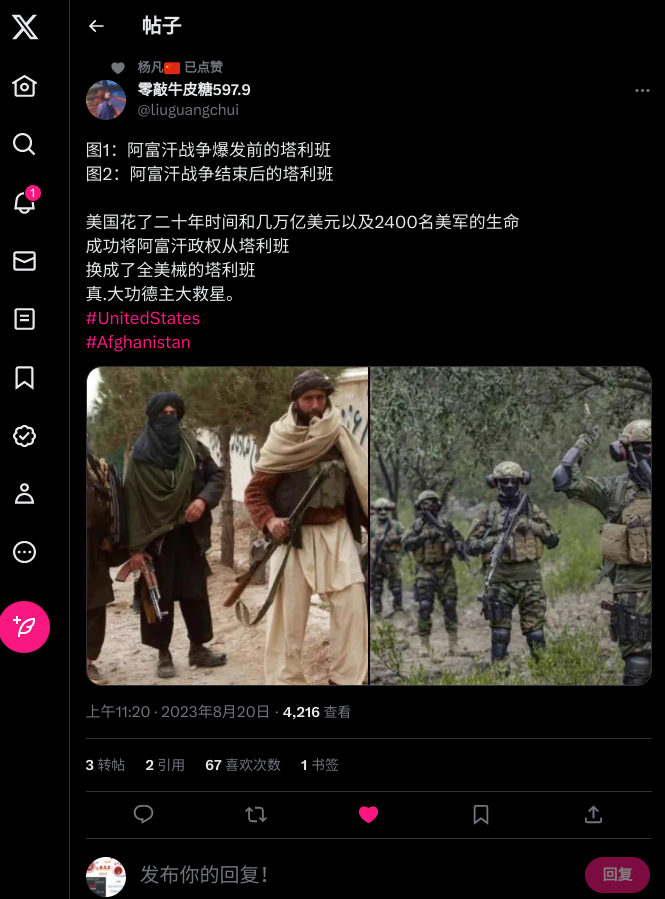 帖子
杨凡🇨🇳 已点赞
零敲牛皮糖597.9
@liuguangchui
图1：阿富汗战争爆发前的塔利班
图2：阿富汗战争结束后的塔利班
美国花了二十年时间和几万亿美元以及2400名美军的生命
成功将阿富汗政权从塔利班
换成了全美械的塔利班
真.大功德主大救星。
#UnitedStates
#Afghanistan
上午11:20 · 2023年8月20日 · 4,216 查看
3 转帖 2 引用 67 喜欢次数 1 书签
发布你的回复！
回复
1